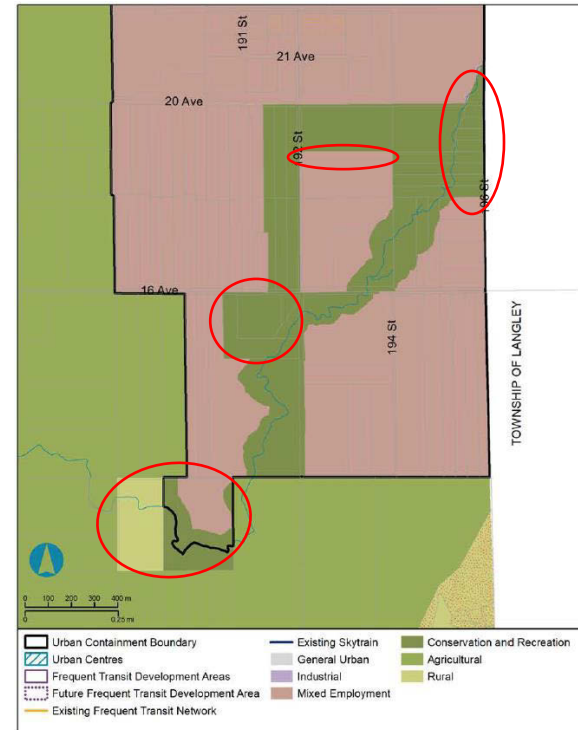 191 St
21 Ave
20 Ave
192 St
196 St
16 Ave
194 St
TOWNSHIP OF LANGLEY
0 100 200 300 400 mi
0 0.25 mi
Urban Containment Boundary
Urban Centres
Frequent Transit Development Areas
Future Frequent Transit Development Area
Existing Frequent Transit Network
Existing Skytrain
General Urban
Industrial
Mixed Employment
Conservation and Recreation
Agricultural
Rural